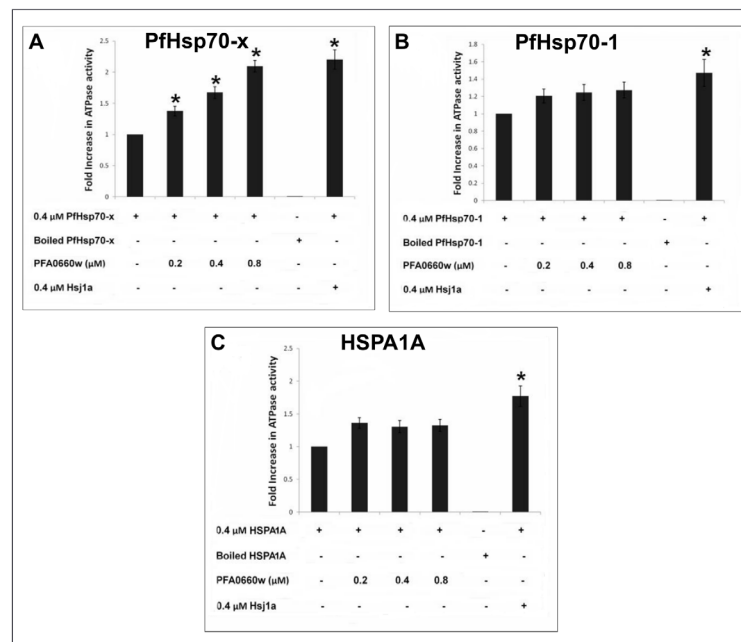 A
PfHsp70-x
Fold Increase in ATPase activity
2.5
2
1.5
1
0.5
0
* * * *
0.4 µM PfHsp70-x + + + + - +
Boiled PfHsp70-x - - - - + -
PFA0660w (µM) - 0.2 0.4 0.8 - -
0.4 µM Hsj1a - - - - - +
B
PfHsp70-1
Fold Increase in ATPase activity
1.8
1.6
1.4
1.2
1
0.8
0.6
0.4
0.2
0
*
0.4 µM PfHsp70-1 + + + + - +
Boiled PfHsp70-1 - - - - + -
PFA0660w (µM) - 0.2 0.4 0.8 - -
0.4 µM Hsj1a - - - - - +
C
HSPA1A
Fold Increase in ATPase activity
2.5
2
1.5
1
0.5
0
*
0.4 µM HSPA1A + + + + - +
Boiled HSPA1A - - - - + -
PFA0660w (µM) - 0.2 0.4 0.8 - -
0.4 µM Hsj1a - - - - - +